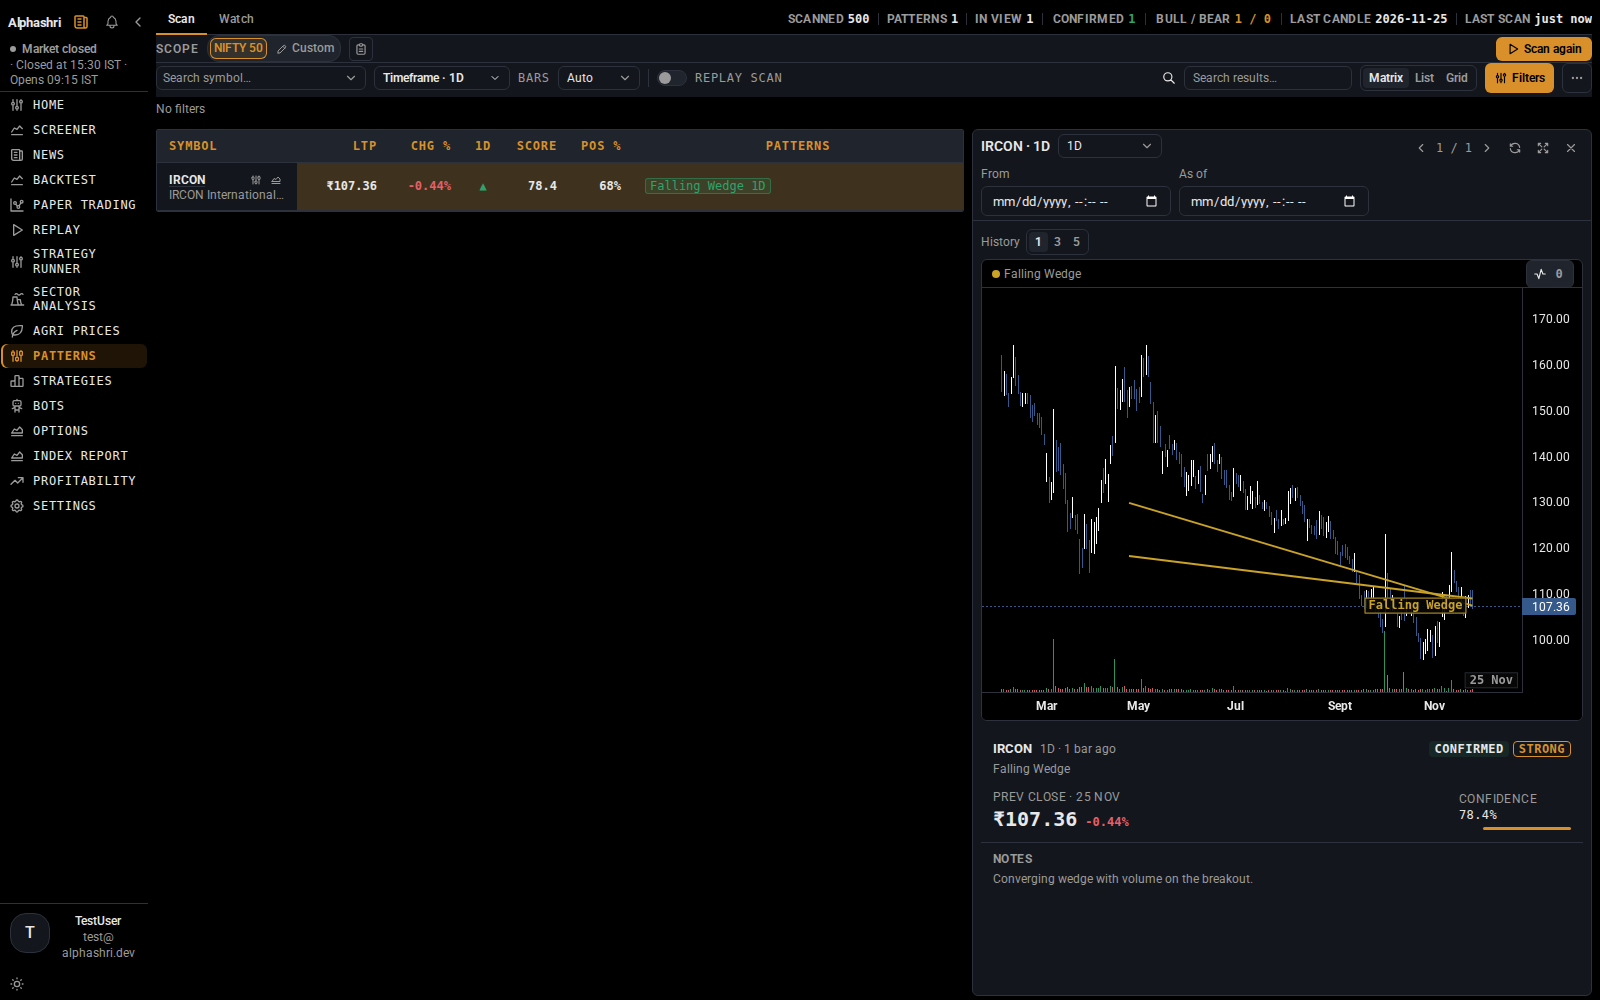 Alphashri
Market closed
· Closed at 15:30 IST ·
Opens 09:15 IST
HOME
SCREENER
NEWS
BACKTEST
PAPER TRADING
REPLAY
STRATEGY
RUNNER
SECTOR
ANALYSIS
AGRI PRICES
PATTERNS
STRATEGIES
BOTS
OPTIONS
INDEX REPORT
PROFITABILITY
SETTINGS
T
TestUser
test@
alphashri.dev
Scan Watch
SCANNED 500 PATTERNS 1 IN VIEW 1 CONFIRMED 1 BULL / BEAR 1 / 0 LAST CANDLE 2026-11-25 LAST SCAN just now
SCOPE NIFTY 50 Custom
Scan again
Search symbol... Timeframe · 1D BARS Auto REPLAY SCAN
Search results... Matrix List Grid Filters ...
No filters
SYMBOL LTP CHG % 1D SCORE POS % PATTERNS
IRCON ₹107.36 -0.44% ▲ 78.4 68% Falling Wedge 1D
IRCON International...
IRCON · 1D 1D 1 / 1
From As of
mm/dd/yyyy, --:-- -- mm/dd/yyyy, --:-- --
History 1 3 5
Falling Wedge 0
170.00
160.00
150.00
140.00
130.00
120.00
110.00
Falling Wedge 107.36
100.00
25 Nov
Mar May Jul Sept Nov
IRCON 1D · 1 bar ago CONFIRMED STRONG
Falling Wedge
PREV CLOSE · 25 NOV CONFIDENCE
₹107.36 -0.44% 78.4%
NOTES
Converging wedge with volume on the breakout.